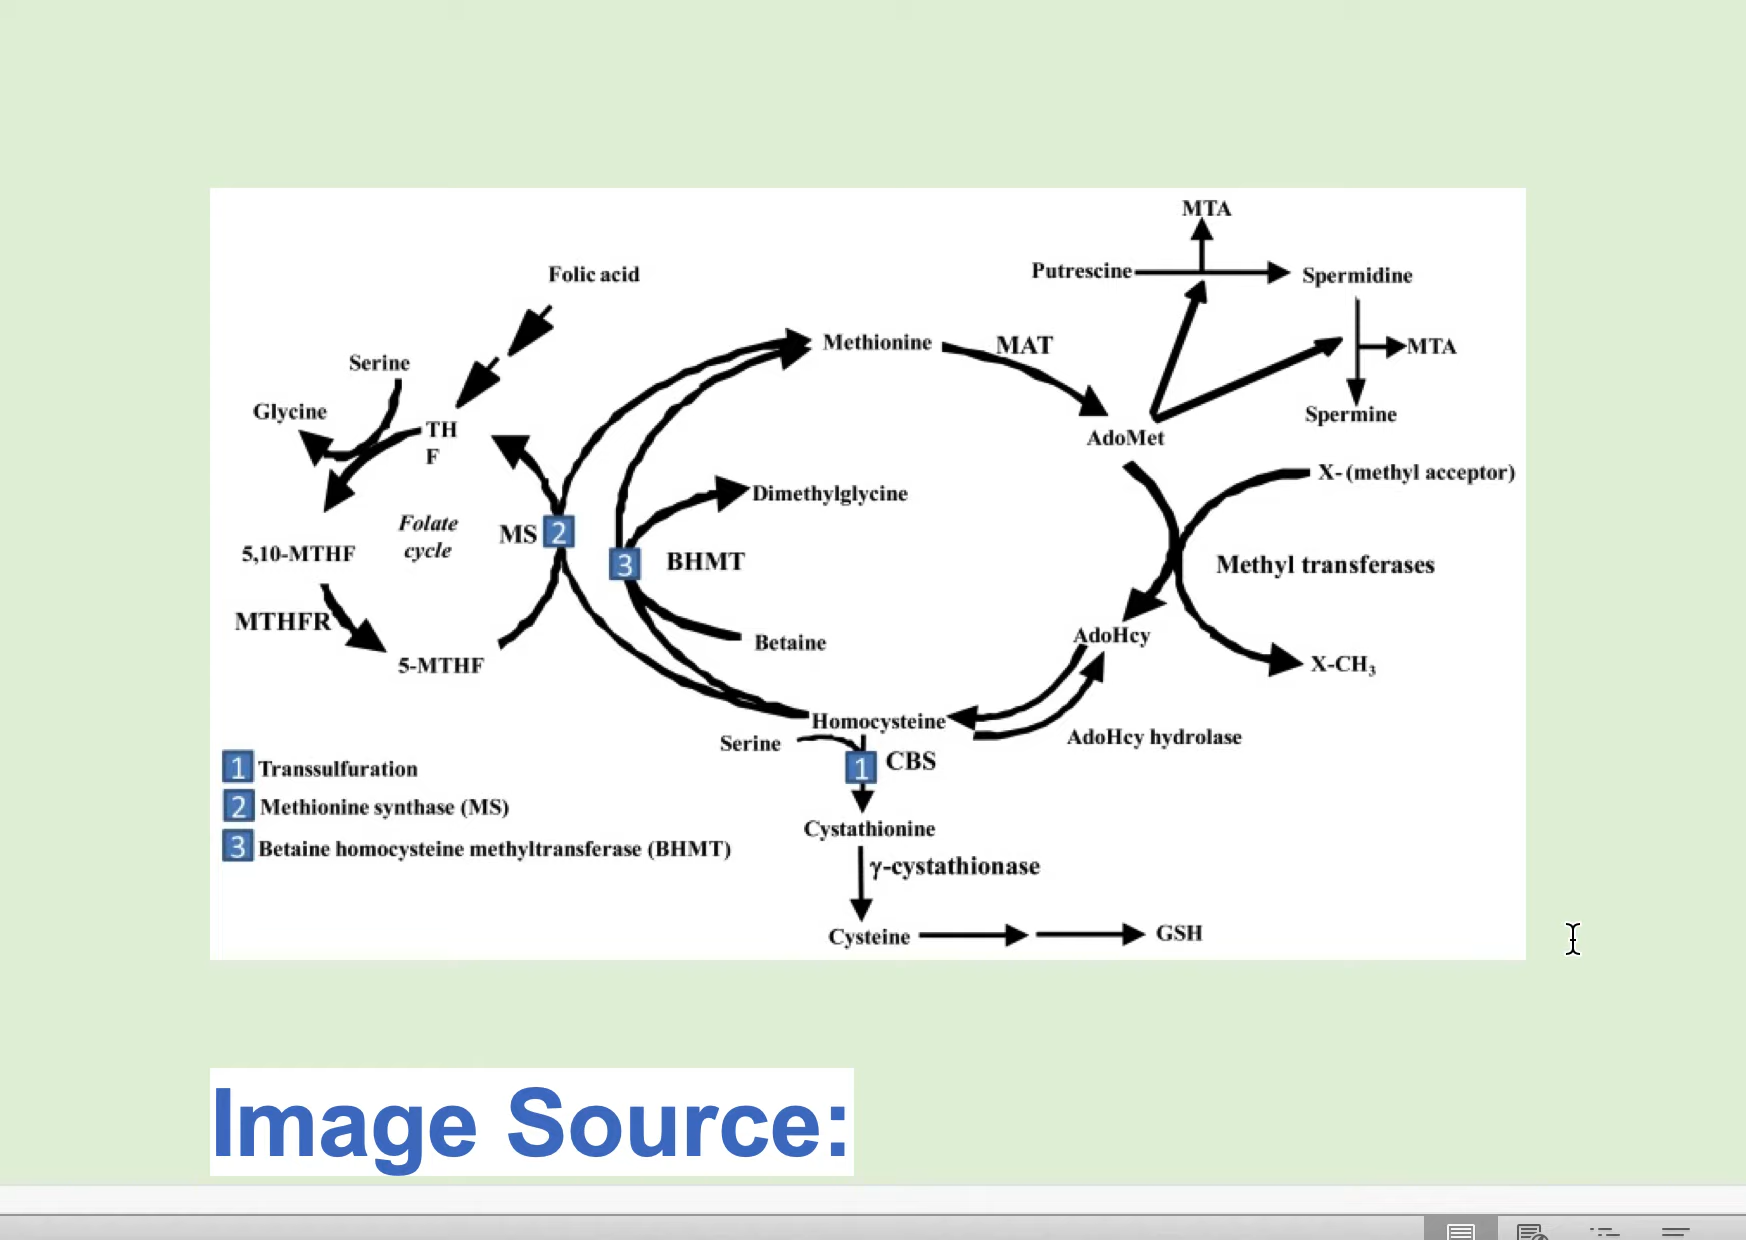 MTA
Putrescine
Spermidine
MTA
Spermine
Folic acid
Methionine
MAT
AdoMet
Serine
Glycine
TH
F
Folate
cycle
5,10-MTHF
MTHFR
5-MTHF
MS
2
3
BHMT
Dimethylglycine
Betaine
X- (methyl acceptor)
Methyl transferases
AdoHcy
X-CH₃
AdoHcy hydrolase
Homocysteine
Serine
1
CBS
Cystathionine
γ-cystathionase
Cysteine
GSH
1 Transsulfuration
2 Methionine synthase (MS)
3 Betaine homocysteine methyltransferase (BHMT)
Image Source: